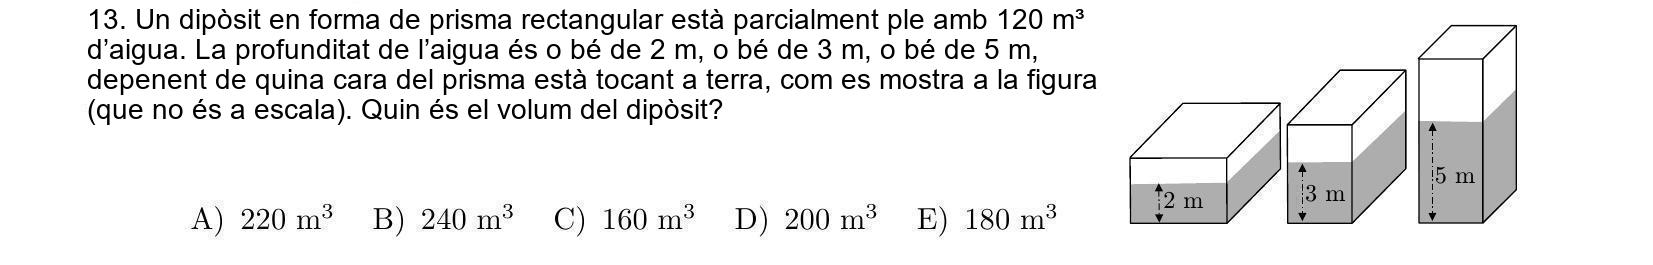 13. Un dipòsit en forma de prisma rectangular està parcialment ple amb 120 m³
d’aigua. La profunditat de l’aigua és o bé de 2 m, o bé de 3 m, o bé de 5 m,
depenent de quina cara del prisma està tocant a terra, com es mostra a la figura
(que no és a escala). Quin és el volum del dipòsit?
2 m
3 m
5 m
A) 220 m³ B) 240 m³ C) 160 m³ D) 200 m³ E) 180 m³